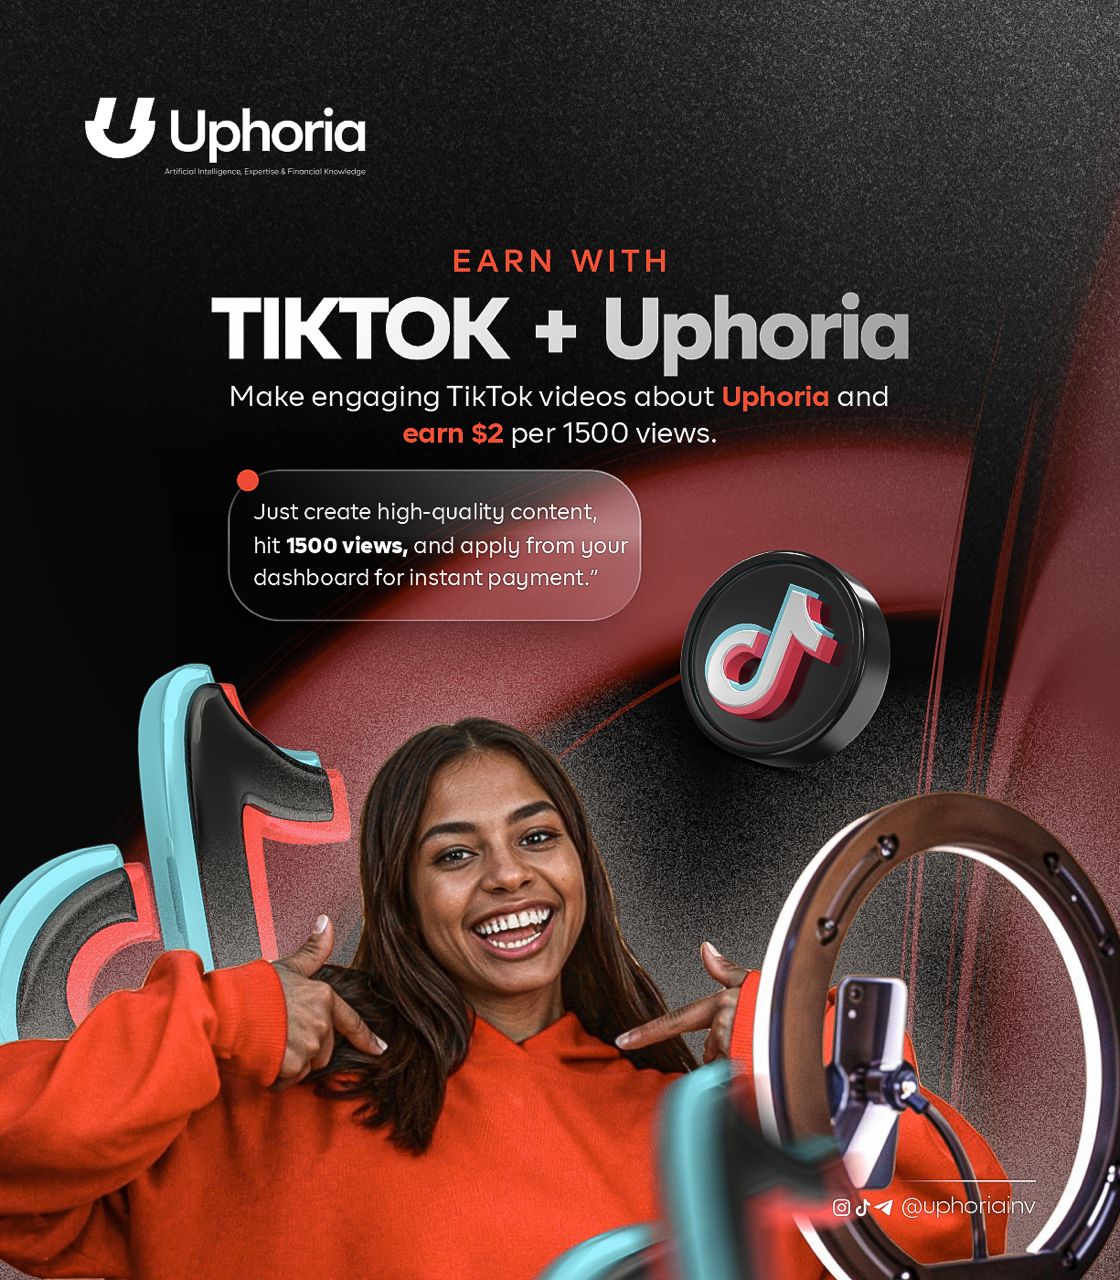 Uphoria
Artificial Intelligence, Expertise & Financial Knowledge
EARN WITH
TIKTOK + Uphoria
Make engaging TikTok videos about Uphoria and
earn $2 per 1500 views.
Just create high-quality content,
hit 1500 views, and apply from your
dashboard for instant payment.”
@uphoriainv